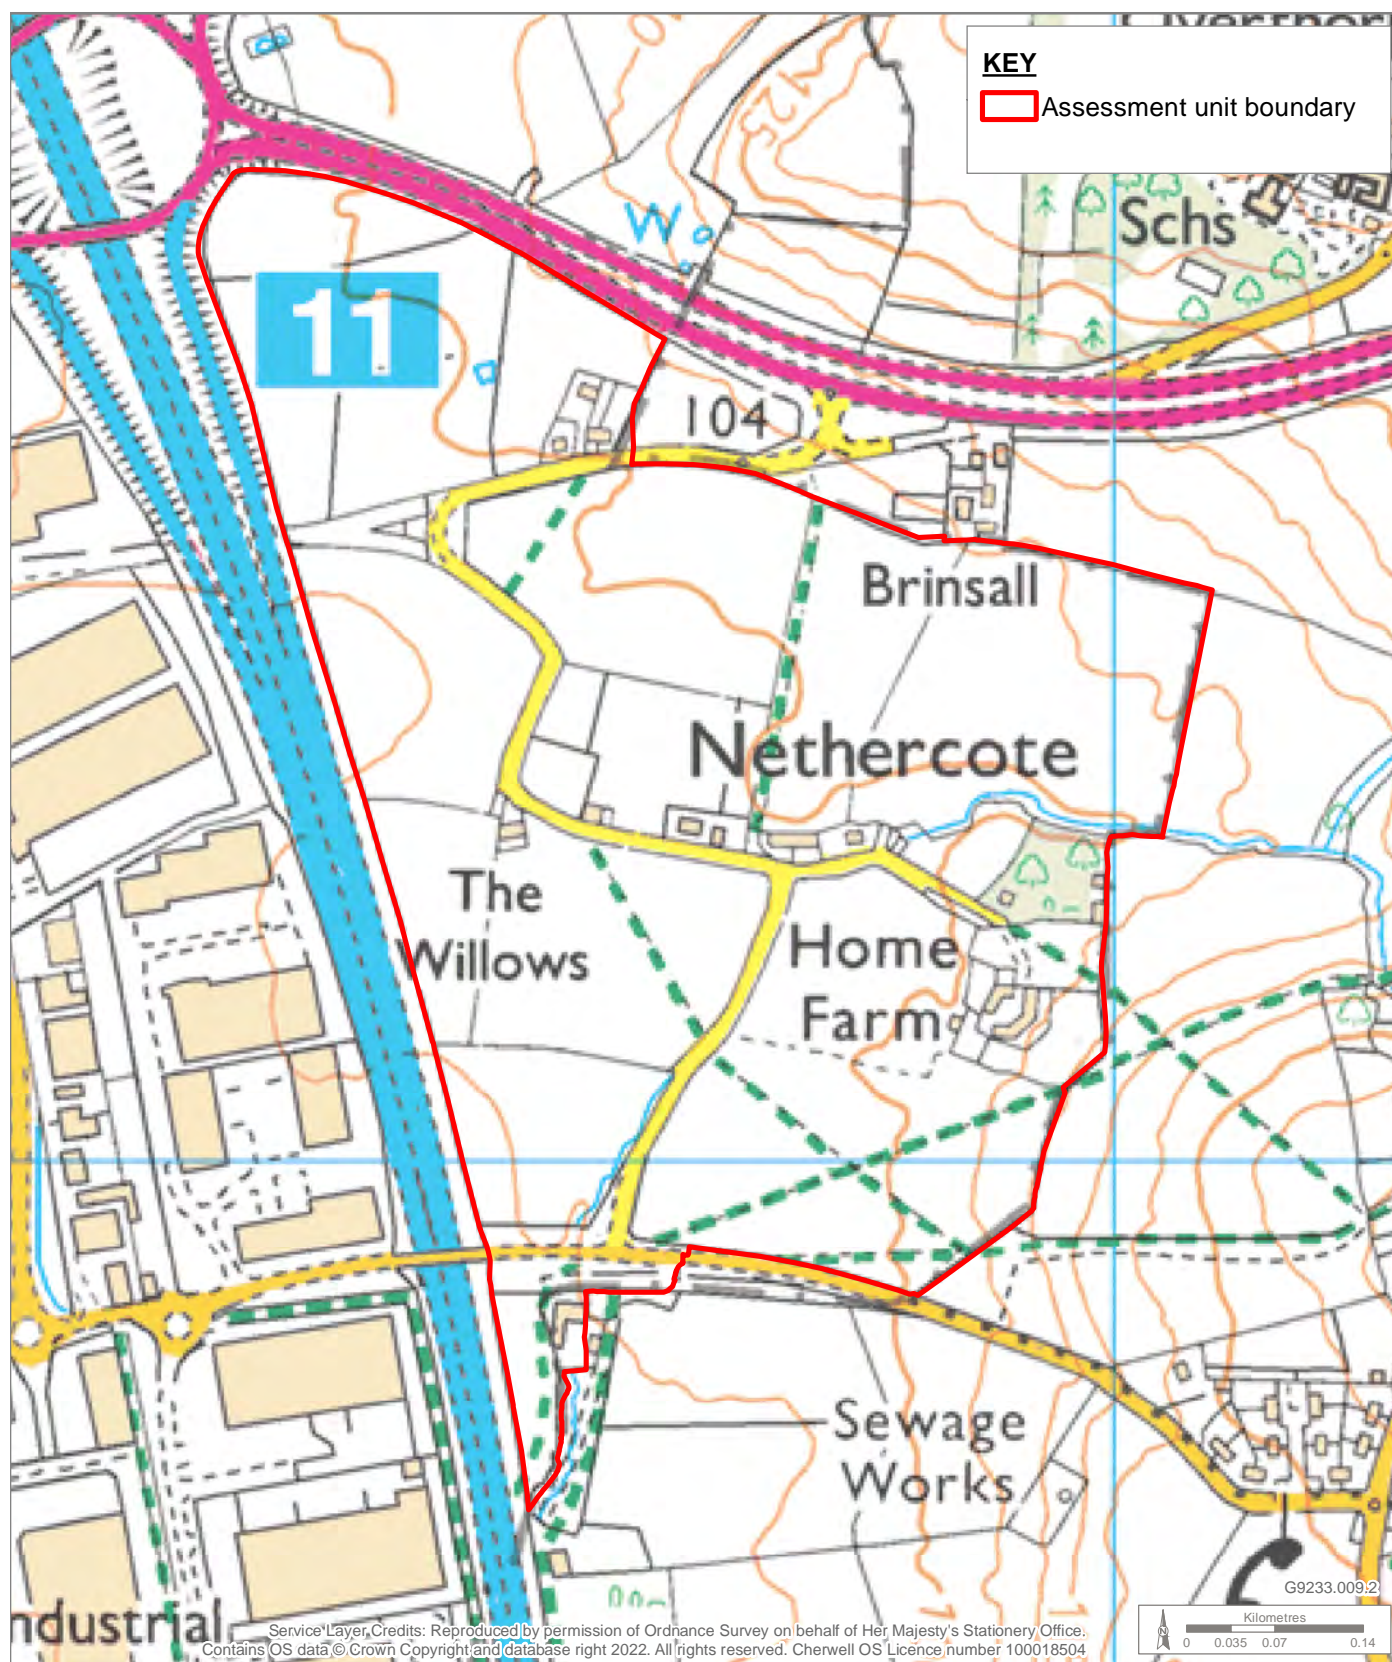 KEY
Assessment unit boundary
125
W
Schs
11
104
Brinsall
Nethercote
The
Willows
Home
Farm
Sewage
Works
ndustrial
G9233.009.2
Kilometres
N
0 0.035 0.07 0.14
Service Layer Credits: Reproduced by permission of Ordnance Survey on behalf of Her Majesty's Stationery Office.
Contains OS data © Crown Copyright and database right 2022. All rights reserved. Cherwell OS Licence number 100018504